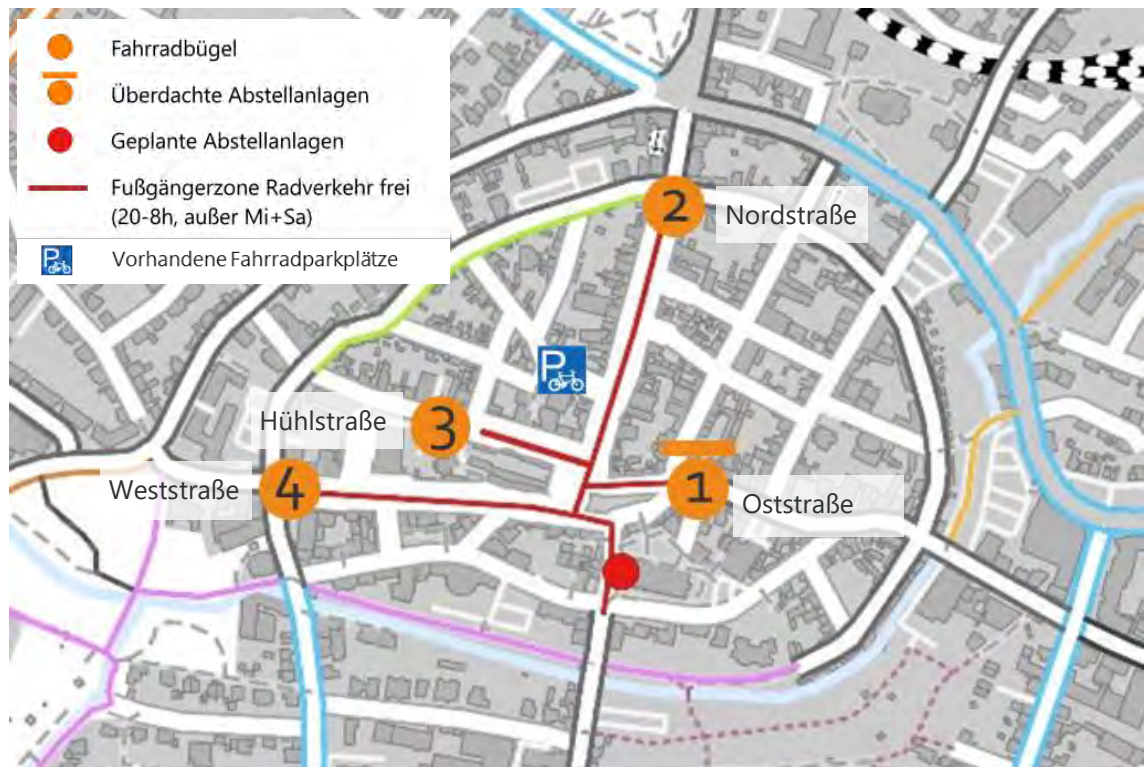 Fahrradbügel
Überdachte Abstellanlagen
Geplante Abstellanlagen
Fußgängerzone Radverkehr frei
(20-8h, außer Mi+Sa)
P
Vorhandene Fahrradparkplätze
2
Nordstraße
P
Hühlstraße
3
Weststraße
4
1
Oststraße